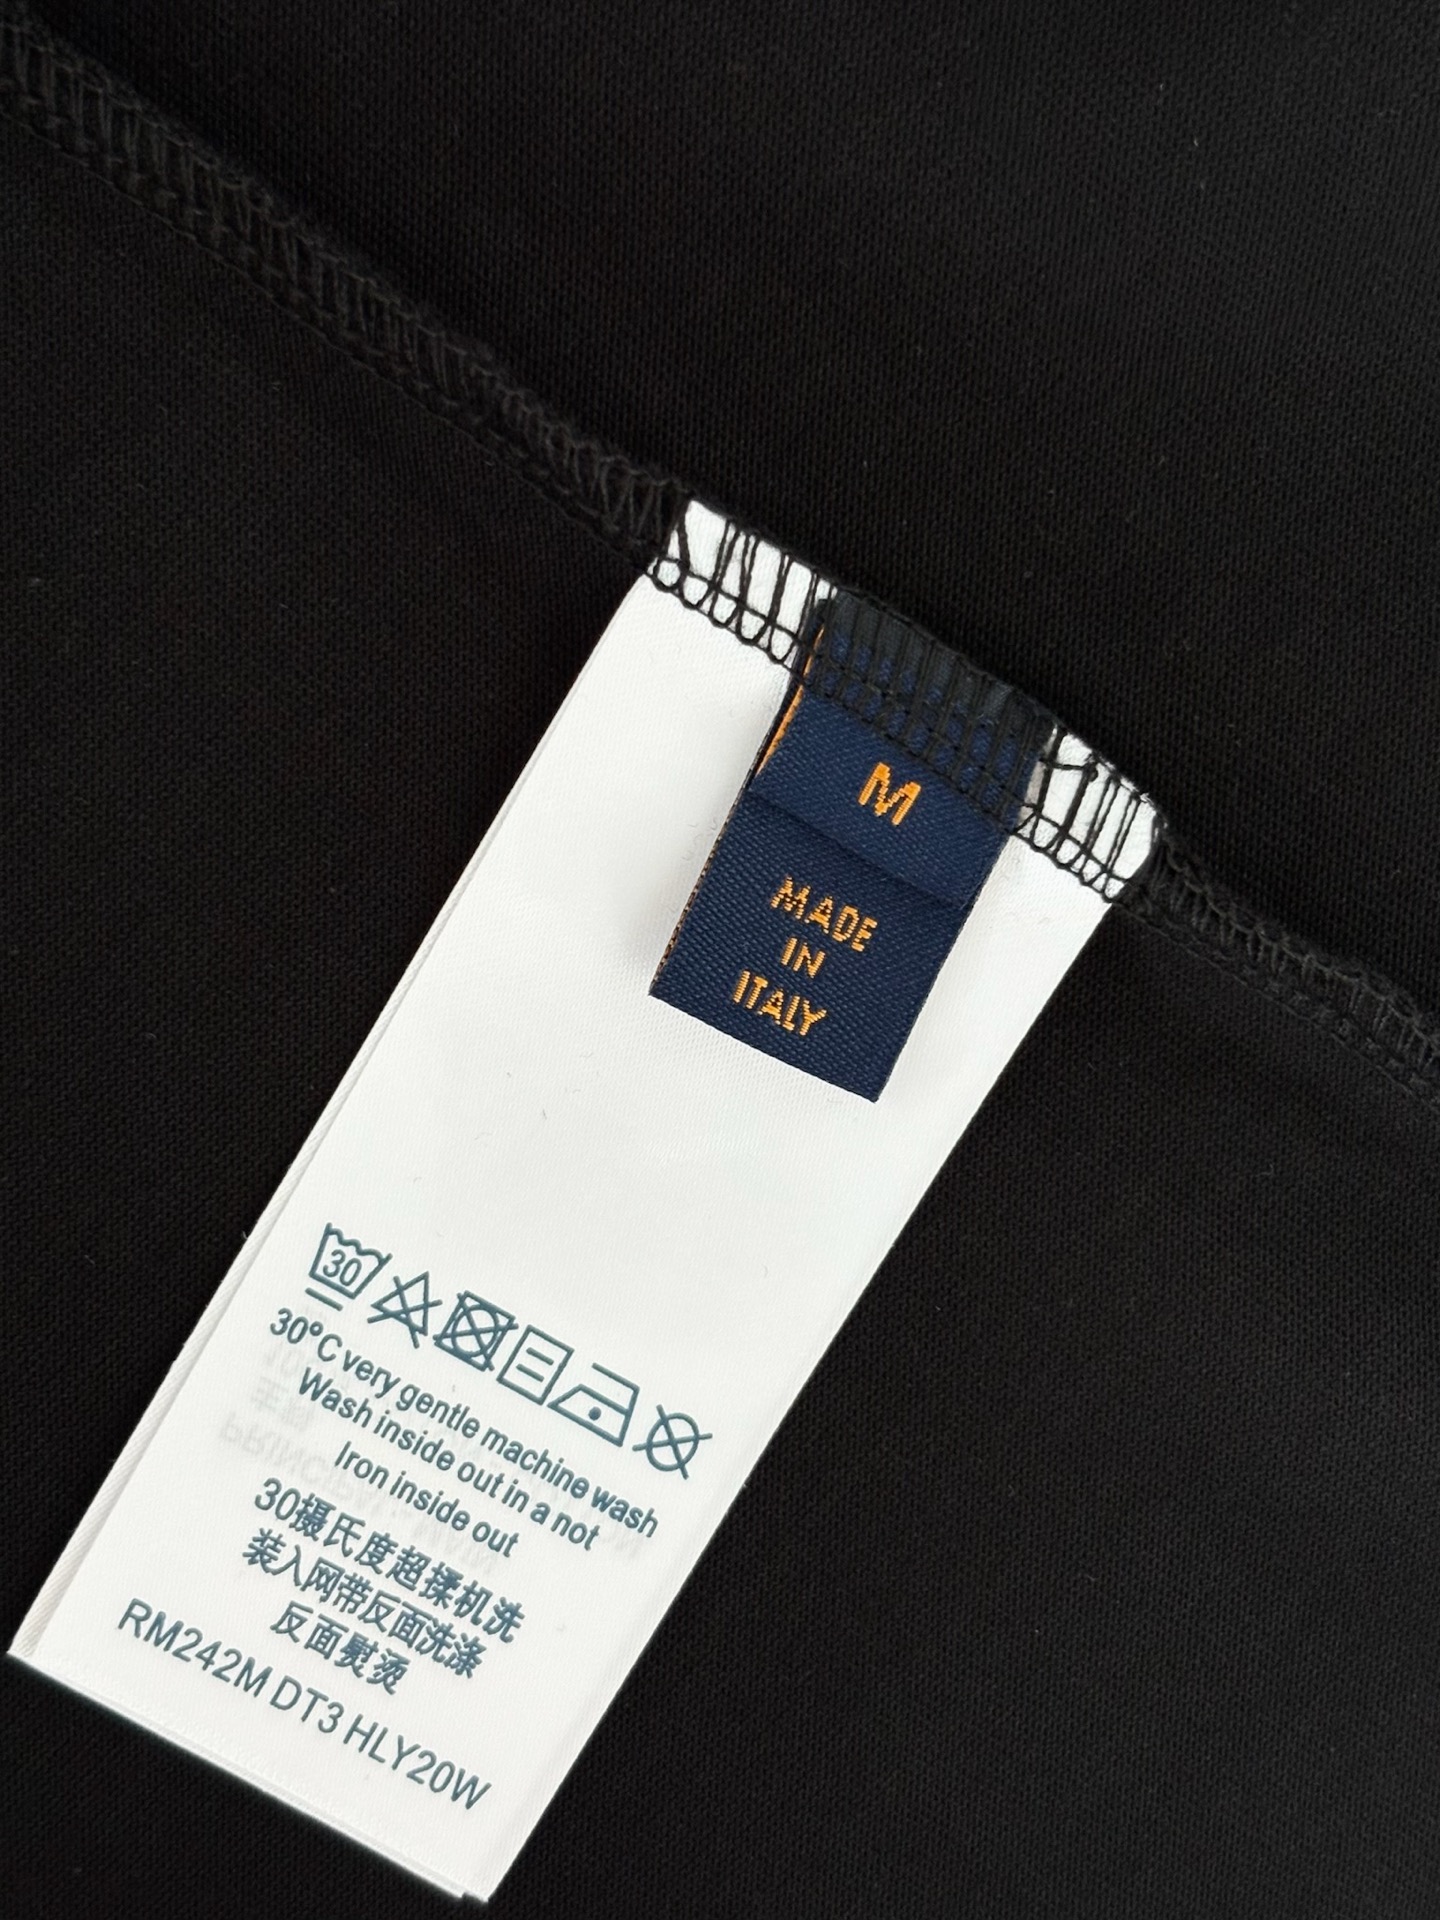 M
MADE
IN
ITALY
30
30°C very gentle machine wash
Wash inside out in a not
Iron inside out
30摄氏度超揉机洗
装入网带反面洗涤
反面熨烫
RM242M DT3 HLY20W